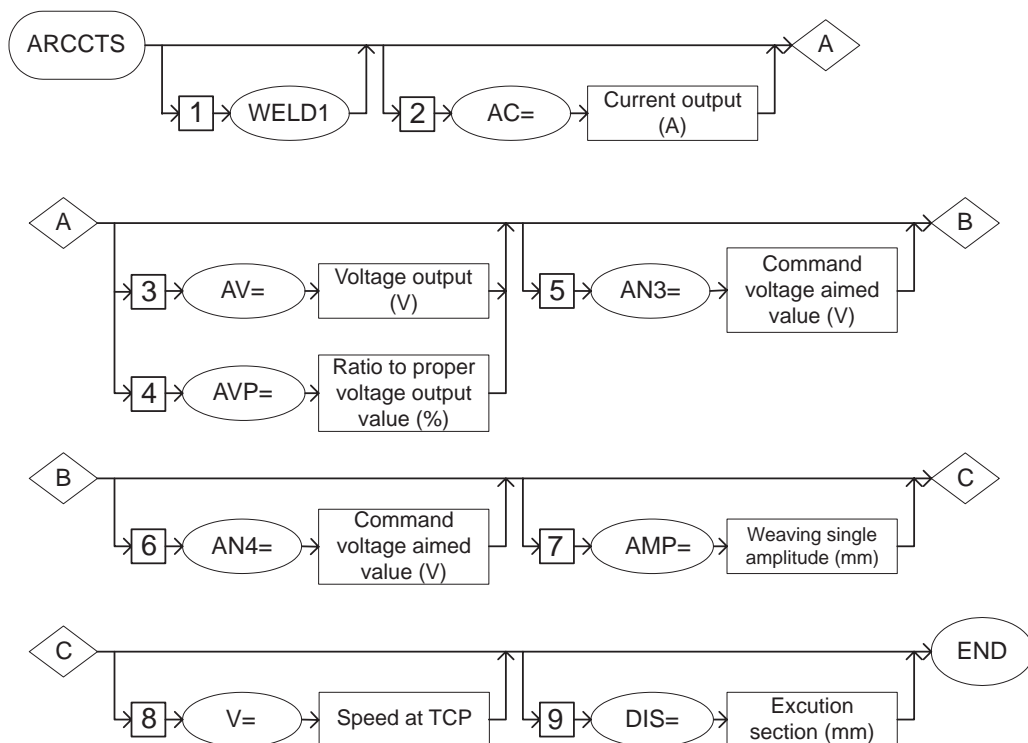 ARCCTS
A
1
WELD1
2
AC=
Current output
(A)
A
B
3
AV=
Voltage output
(V)
5
AN3=
Command
voltage aimed
value (V)
4
AVP=
Ratio to proper
voltage output
value (%)
B
C
6
AN4=
Command
voltage aimed
value (V)
7
AMP=
Weaving single
amplitude (mm)
C
END
8
V=
Speed at TCP
9
DIS=
Excution
section (mm)